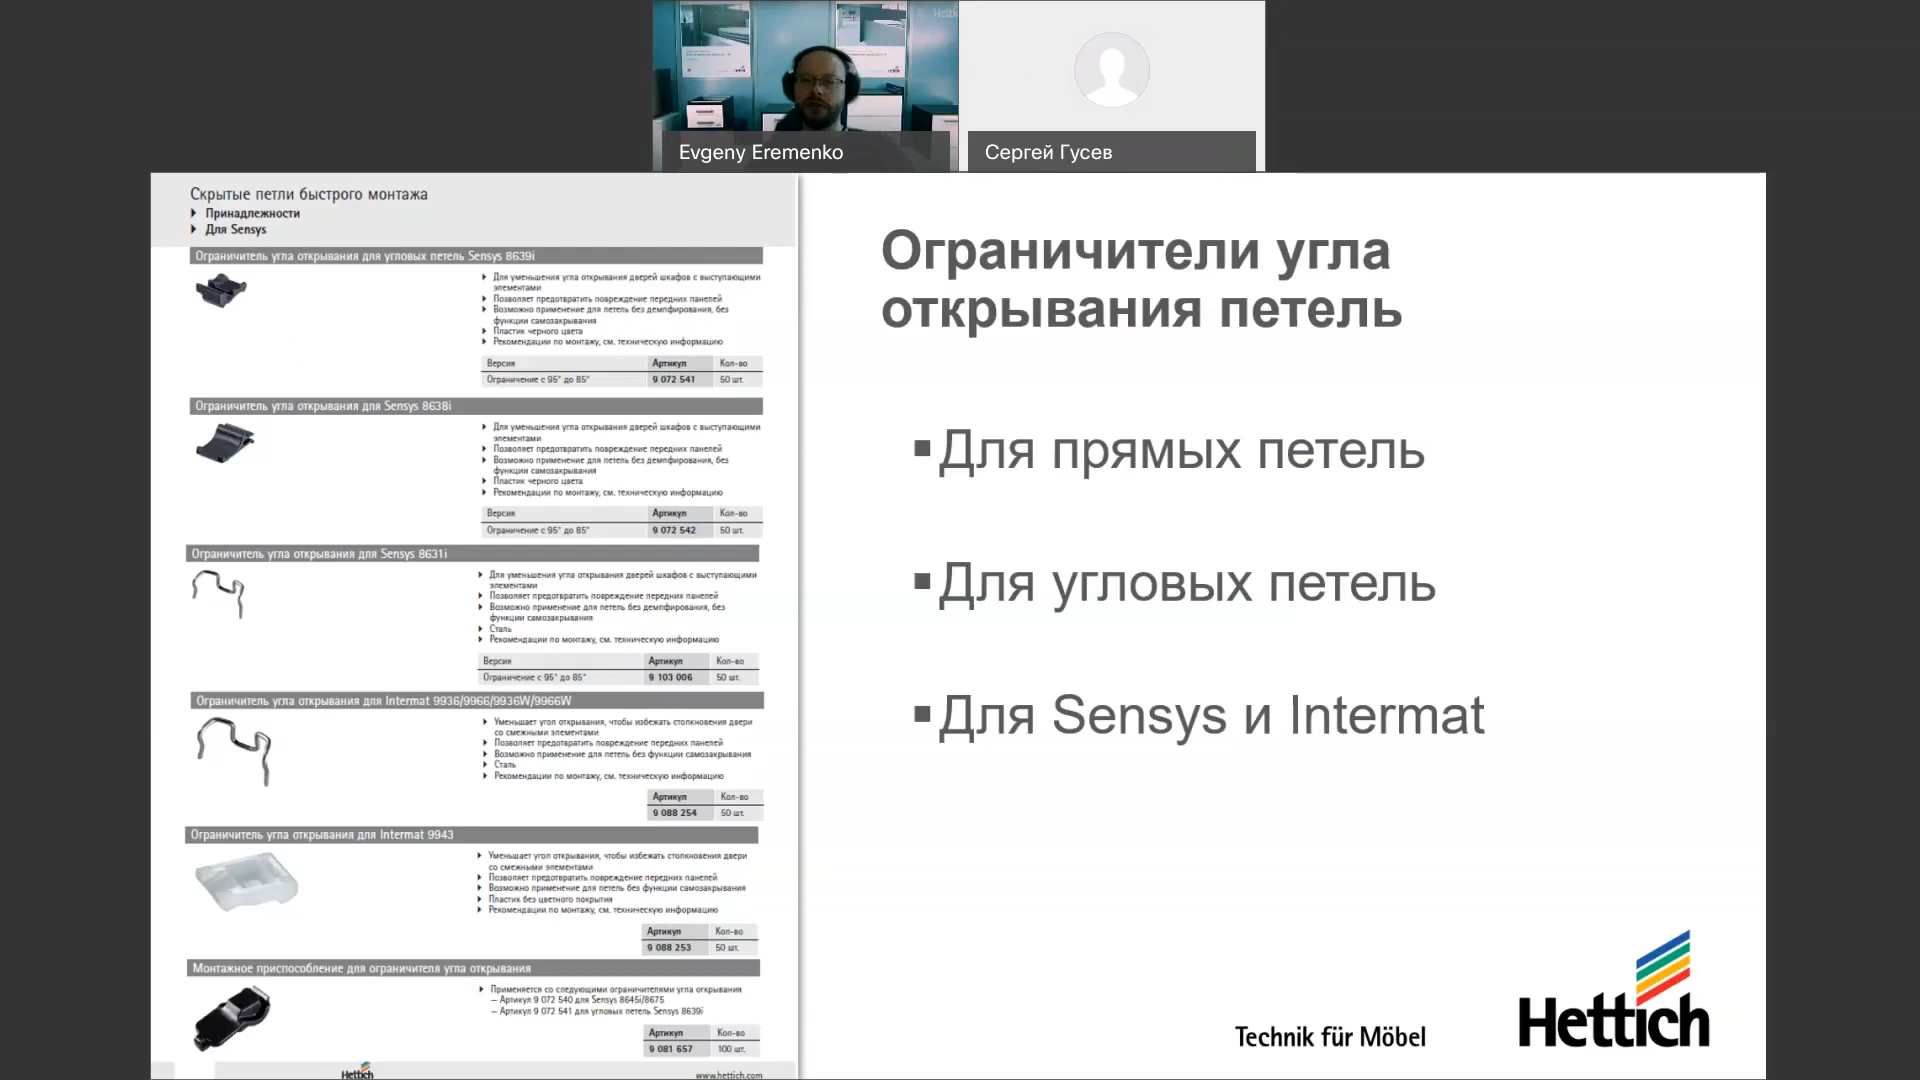 Evgeny Eremenko
Сергей Гусев
Скрытые петли быстрого монтажа
Принадлежности
Для Sensys
Ограничитель угла открывания для угловых петель Sensys 8639i
Для уменьшения угла открывания дверей шкафов с выступающими
элементами
Позволяет предотвратить повреждение передних панелей
Возможно применение для петель без демпфирования, без
функции самозакрывания
Пластик черного цвета
Рекомендации по монтажу, см. техническую информацию
Версия Артикул Кол-во
Ограничение с 95° до 85° 9 072 541 50 шт.
Ограничитель угла открывания для Sensys 8638i
Для уменьшения угла открывания дверей шкафов с выступающими
элементами
Позволяет предотвратить повреждение передних панелей
Возможно применение для петель без демпфирования, без
функции самозакрывания
Пластик черного цвета
Рекомендации по монтажу, см. техническую информацию
Версия Артикул Кол-во
Ограничение с 95° до 85° 9 072 542 50 шт.
Ограничитель угла открывания для Sensys 8631i
Для уменьшения угла открывания дверей шкафов с выступающими
элементами
Позволяет предотвратить повреждение передних панелей
Возможно применение для петель без демпфирования, без
функции самозакрывания
Сталь
Рекомендации по монтажу, см. техническую информацию
Версия Артикул Кол-во
Ограничение с 95° до 85° 9 103 006 50 шт.
Ограничитель угла открывания для Intermat 9936/9966/9936W/9966W
Уменьшает угол открывания, чтобы избежать столкновения двери
со смежными элементами
Позволяет предотвратить повреждение передних панелей
Возможно применение для петель без функции самозакрывания
Сталь
Рекомендации по монтажу, см. техническую информацию
Артикул Кол-во
9 088 254 50 шт.
Ограничитель угла открывания для Intermat 9943
Уменьшает угол открывания, чтобы избежать столкновения двери
со смежными элементами
Позволяет предотвратить повреждение передних панелей
Возможно применение для петель без функции самозакрывания
Пластик без цветного покрытия
Рекомендации по монтажу, см. техническую информацию
Артикул Кол-во
9 088 253 50 шт.
Монтажное приспособление для ограничителя угла открывания
Применяется со следующими ограничителями угла открывания
— Артикул 9 072 540 для Sensys 8645i/8675
— Артикул 9 072 541 для угловых петель Sensys 8639i
Артикул Кол-во
9 081 657 100 шт.
Hettich www.hettich.com
Ограничители угла
открывания петель
Для прямых петель
Для угловых петель
Для Sensys и Intermat
Technik für Möbel
Hettich